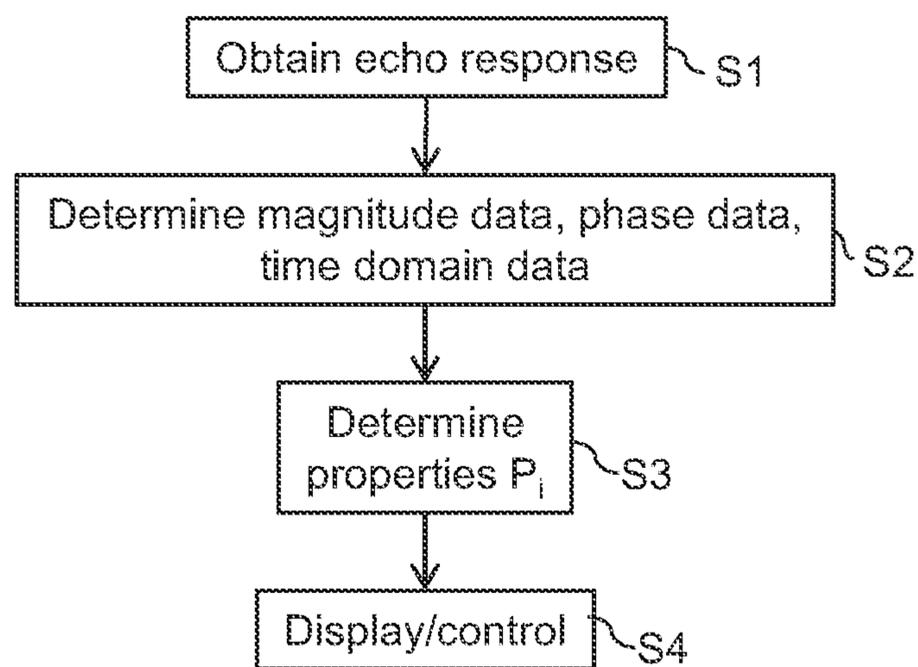 Obtain echo response
S1
Determine magnitude data, phase data,
time domain data
S2
Determine
properties Pi
S3
Display/control
S4